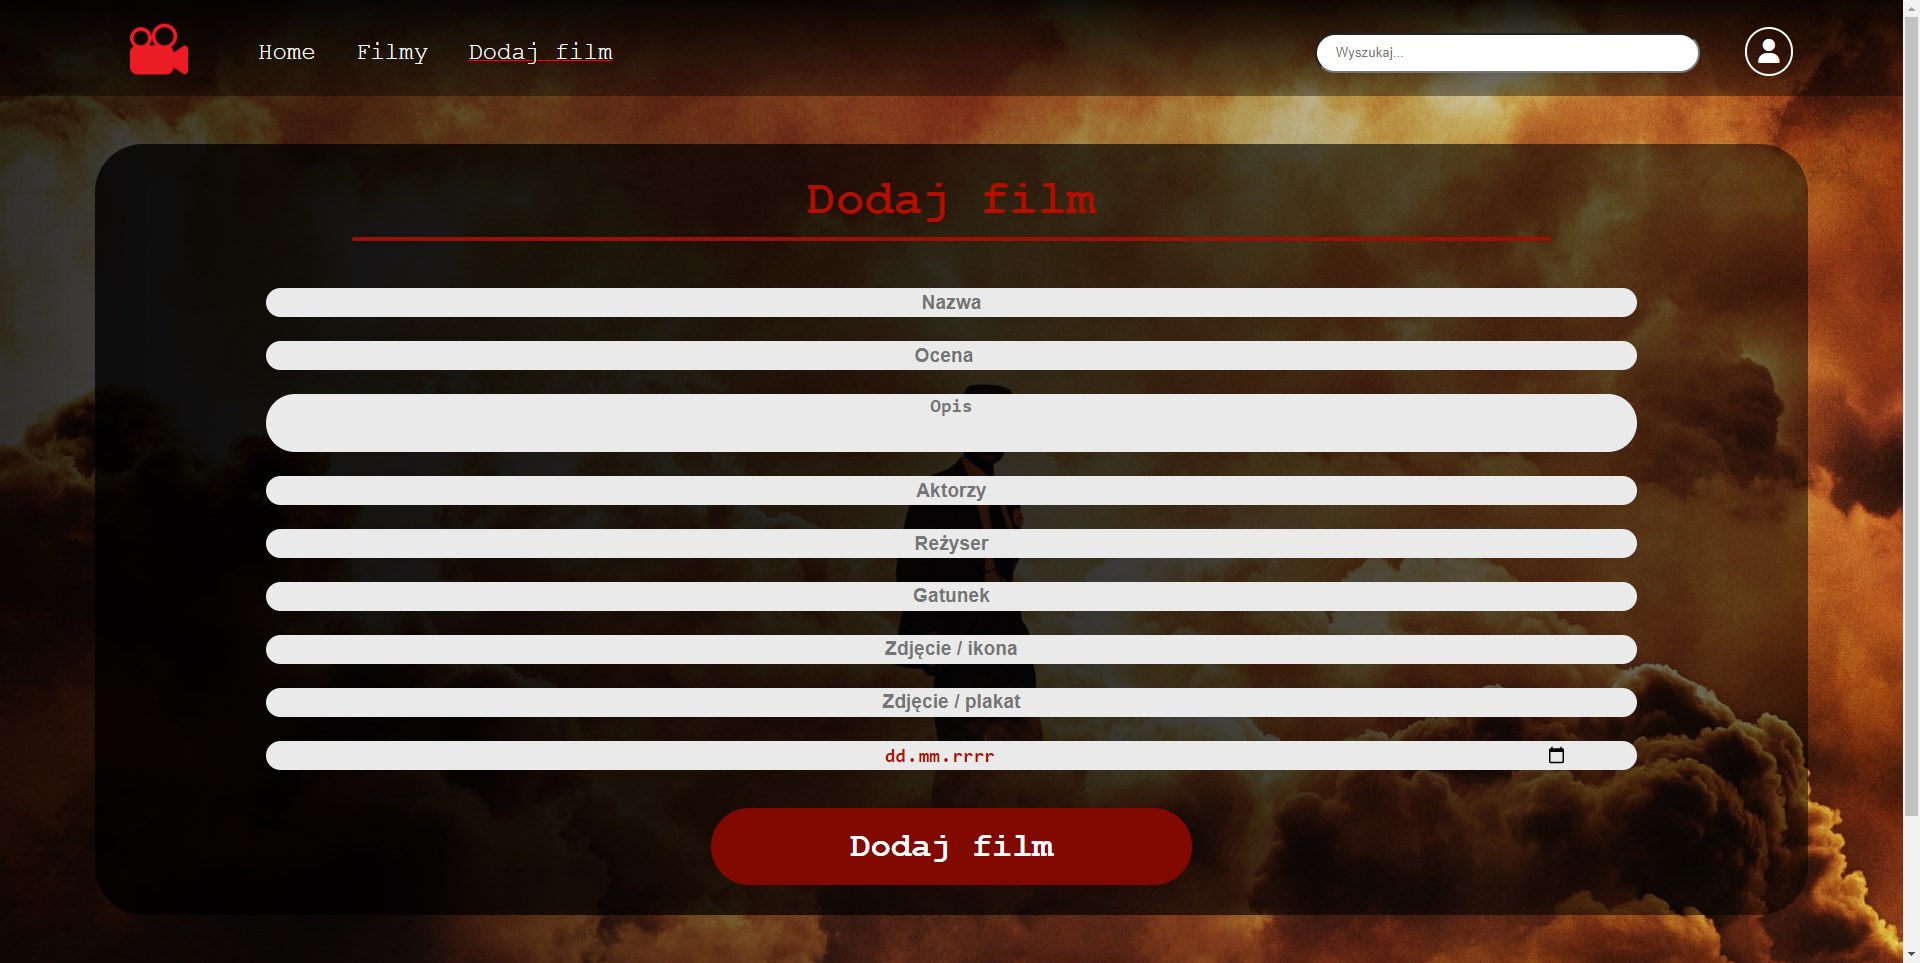 Home Filmy Dodaj film Wyszukaj...
Dodaj film
Nazwa
Ocena
Opis
Aktorzy
Reżyser
Gatunek
Zdjęcie / ikona
Zdjęcie / plakat
dd.mm.rrrr
Dodaj film